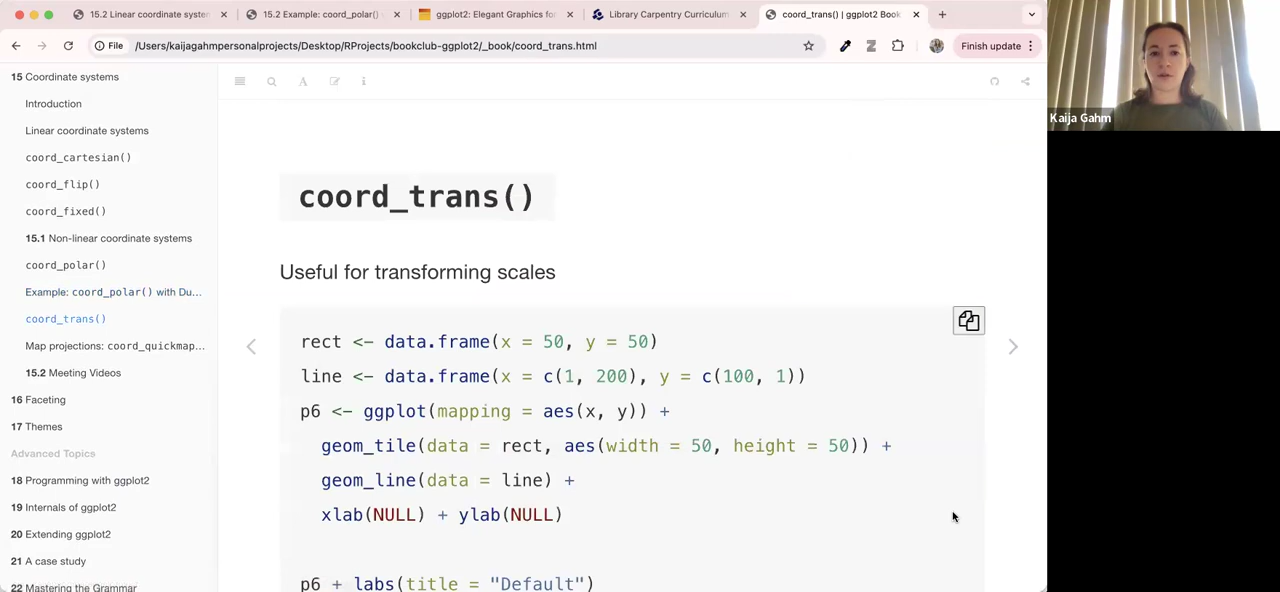 15.2 Linear coordinate system
15.2 Example: coord_polar()
ggplot2: Elegant Graphics for
Library Carpentry Curriculum
coord_trans() | ggplot2 Book
File
/Users/kaijagahmpersonalprojects/Desktop/RProjects/bookclub-ggplot2/_book/coord_trans.html
Finish update
15 Coordinate systems
Introduction
Linear coordinate systems
coord_cartesian()
coord_flip()
coord_fixed()
15.1 Non-linear coordinate systems
coord_polar()
Example: coord_polar() with Du...
coord_trans()
Map projections: coord_quickmap...
15.2 Meeting Videos
16 Faceting
17 Themes
Advanced Topics
18 Programming with ggplot2
19 Internals of ggplot2
20 Extending ggplot2
21 A case study
22 Mastering the Grammar
coord_trans()
Useful for transforming scales
rect <- data.frame(x = 50, y = 50)
line <- data.frame(x = c(1, 200), y = c(100, 1))
p6 <- ggplot(mapping = aes(x, y)) +
geom_tile(data = rect, aes(width = 50, height = 50)) +
geom_line(data = line) +
xlab(NULL) + ylab(NULL)
p6 + labs(title = "Default")
Kaija Gahm